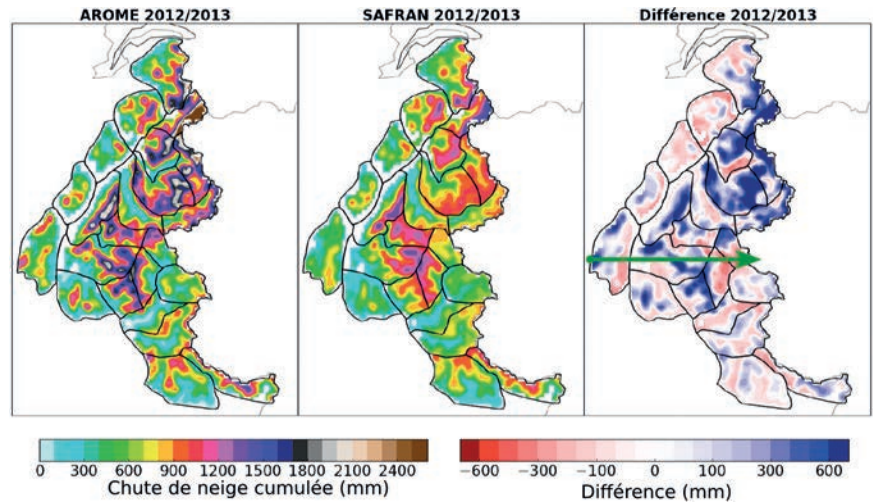 AROME 2012/2013
SAFRAN 2012/2013
Différence 2012/2013
0 300 600 900 1200 1500 1800 2100 2400
Chute de neige cumulée (mm)
−600 −300 −100 0 100 300 600
Différence (mm)